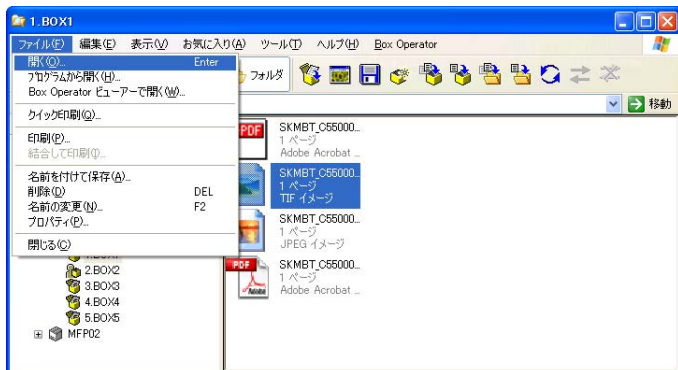 1.BOX1
ファイル(F) 編集(E) 表示(V) お気に入り(A) ツール(T) ヘルプ(H) Box Operator
開く(O)... Enter
プログラムから開く(H)...
Box Operator ビューアーで開く(W)...
クイック印刷(Q)...
印刷(P)...
結合して印刷(I)...
名前を付けて保存(A)...
削除(D) DEL
名前の変更(N)... F2
プロパティ(P)...
閉じる(C)
フォルダ
移動
SKMBT_C55000...
1 ページ
Adobe Acrobat ...
SKMBT_C55000...
1 ページ
TIF イメージ
SKMBT_C55000...
1 ページ
JPEG イメージ
SKMBT_C55000...
1 ページ
Adobe Acrobat ...
PDF
PDF
Adobe
1.BOX1
2.BOX2
3.BOX3
4.BOX4
5.BOX5
MFP02